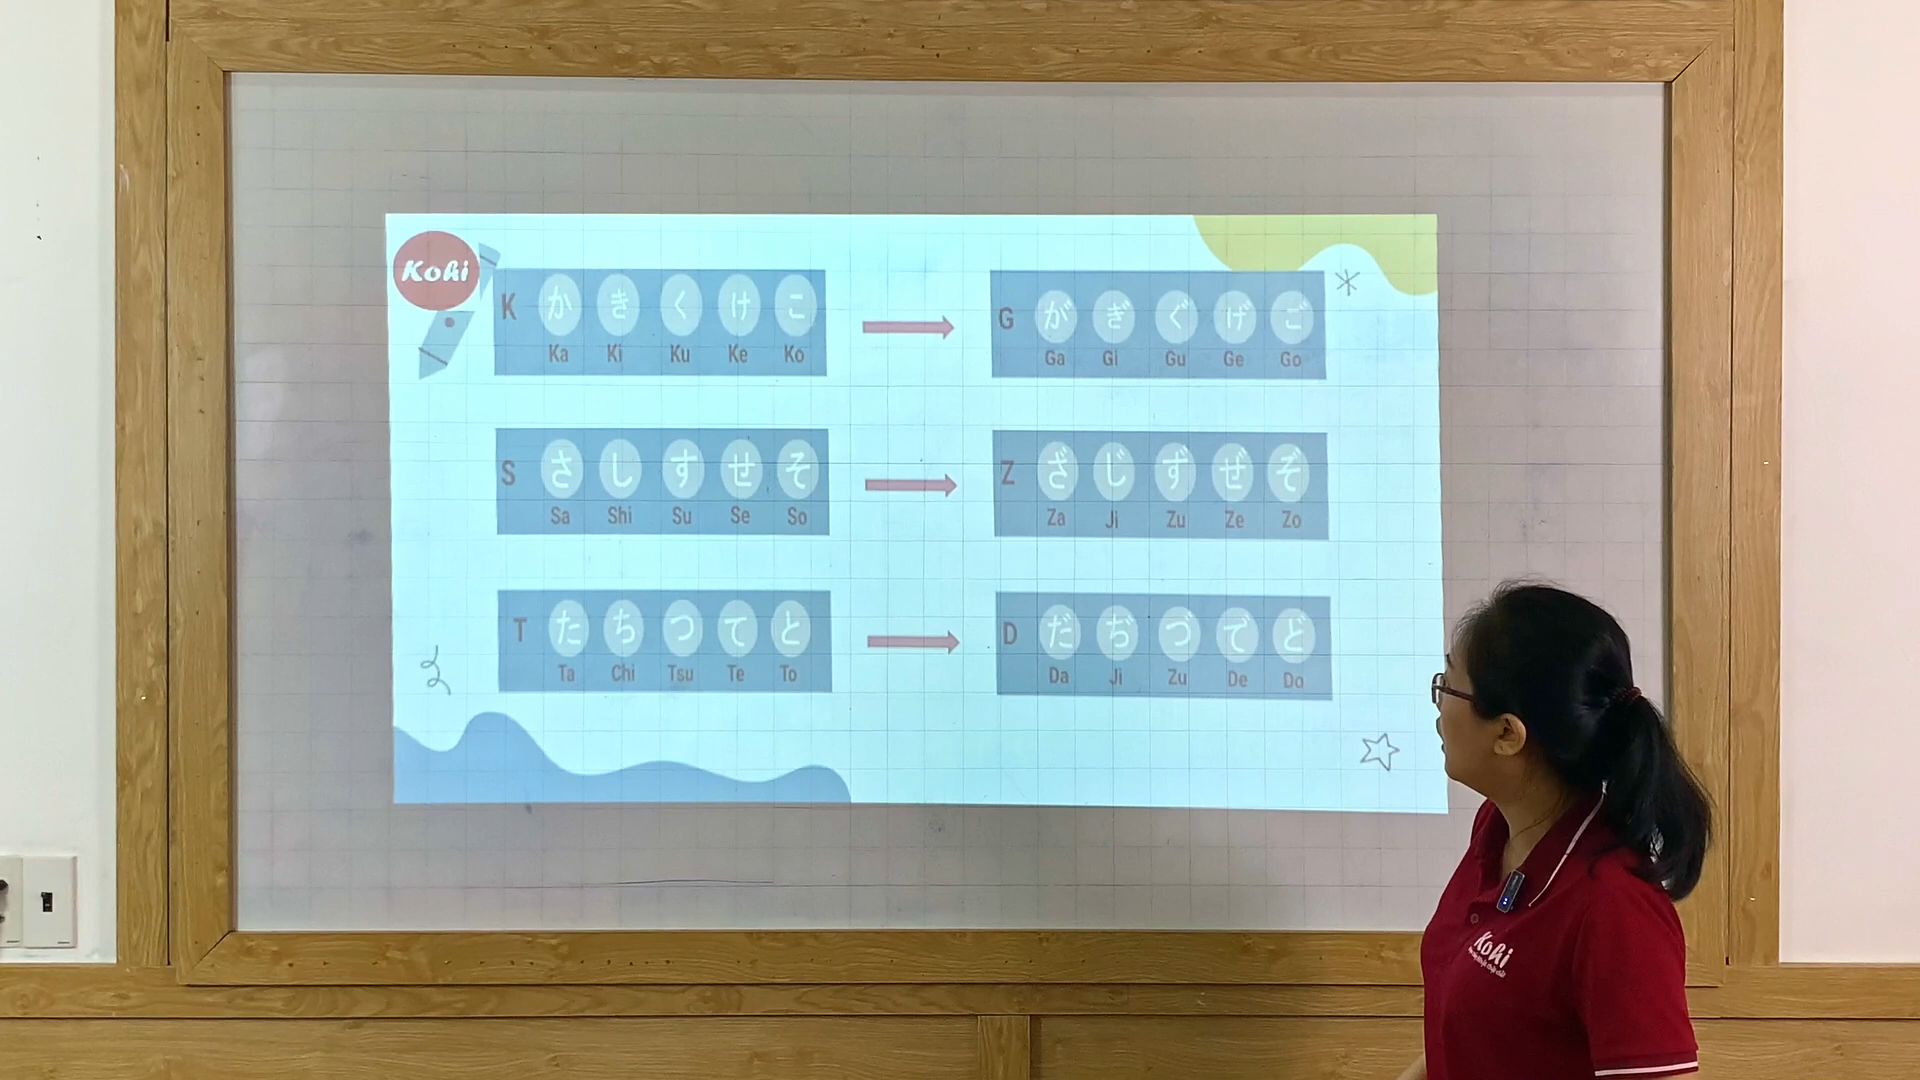 Kohi
K か き く け こ
Ka Ki Ku Ke Ko
G が ぎ ぐ げ ご
Ga Gi Gu Ge Go
S さ し す せ そ
Sa Shi Su Se So
Z ざ じ ず ぜ ぞ
Za Ji Zu Ze Zo
T た ち つ て と
Ta Chi Tsu Te To
D だ ぢ づ で ど
Da Ji Zu De Do
Kohi